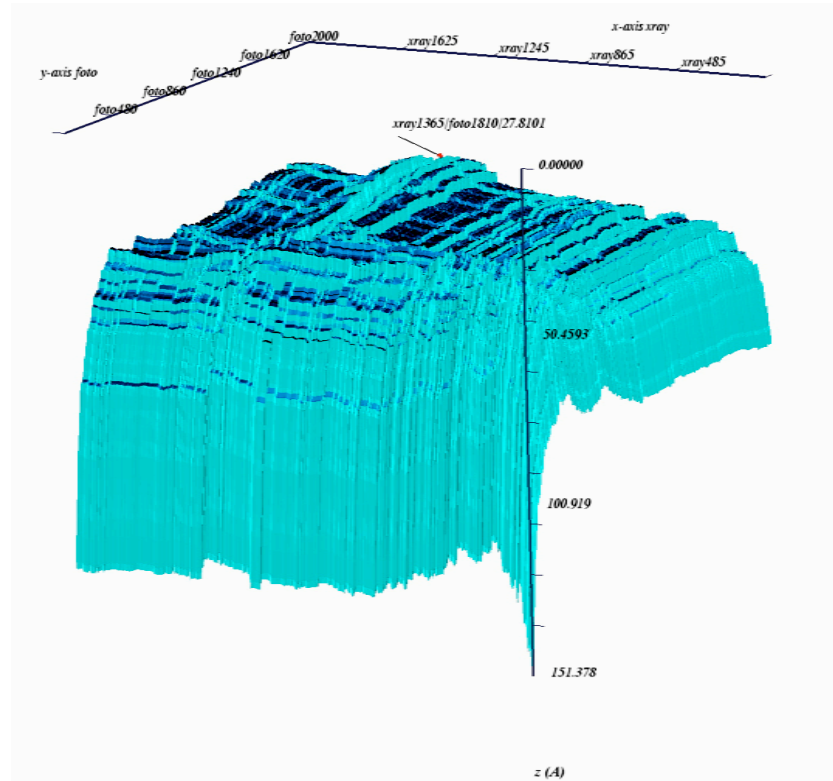 x-axis xray
foto2000
xray1625
xray1245
xray865
xray485
foto1620
foto1240
foto860
foto480
y-axis foto
xray1365/foto1810/27.8101
0.00000
50.4593
100.919
151.378
z (A)